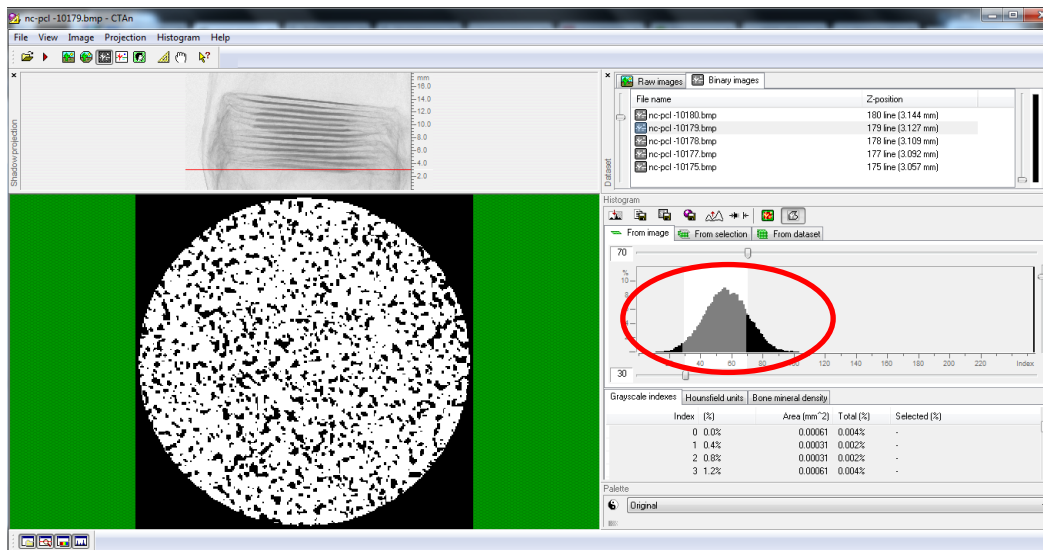 nc-pcl -10179.bmp - CTAn
File View Image Projection Histogram Help
Shadow projection
mm
16.0
14.0
12.0
10.0
8.0
6.0
4.0
2.0
Dataset
Raw images Binary images
File name Z-position
nc-pcl -10180.bmp 180 line (3.144 mm)
nc-pcl -10179.bmp 179 line (3.127 mm)
nc-pcl -10178.bmp 178 line (3.109 mm)
nc-pcl -10177.bmp 177 line (3.092 mm)
nc-pcl -10175.bmp 175 line (3.057 mm)
Histogram
From image From selection From dataset
70
%
10
40 60 80 100 120 140 160 180 200 220 Index
30
Grayscale indexes Hounsfield units Bone mineral density
Index (%) Area (mm^2) Total (%) Selected (%)
0 0.0% 0.00061 0.004% -
1 0.4% 0.00031 0.002% -
2 0.8% 0.00031 0.002% -
3 1.2% 0.00061 0.004% -
Palette
Original